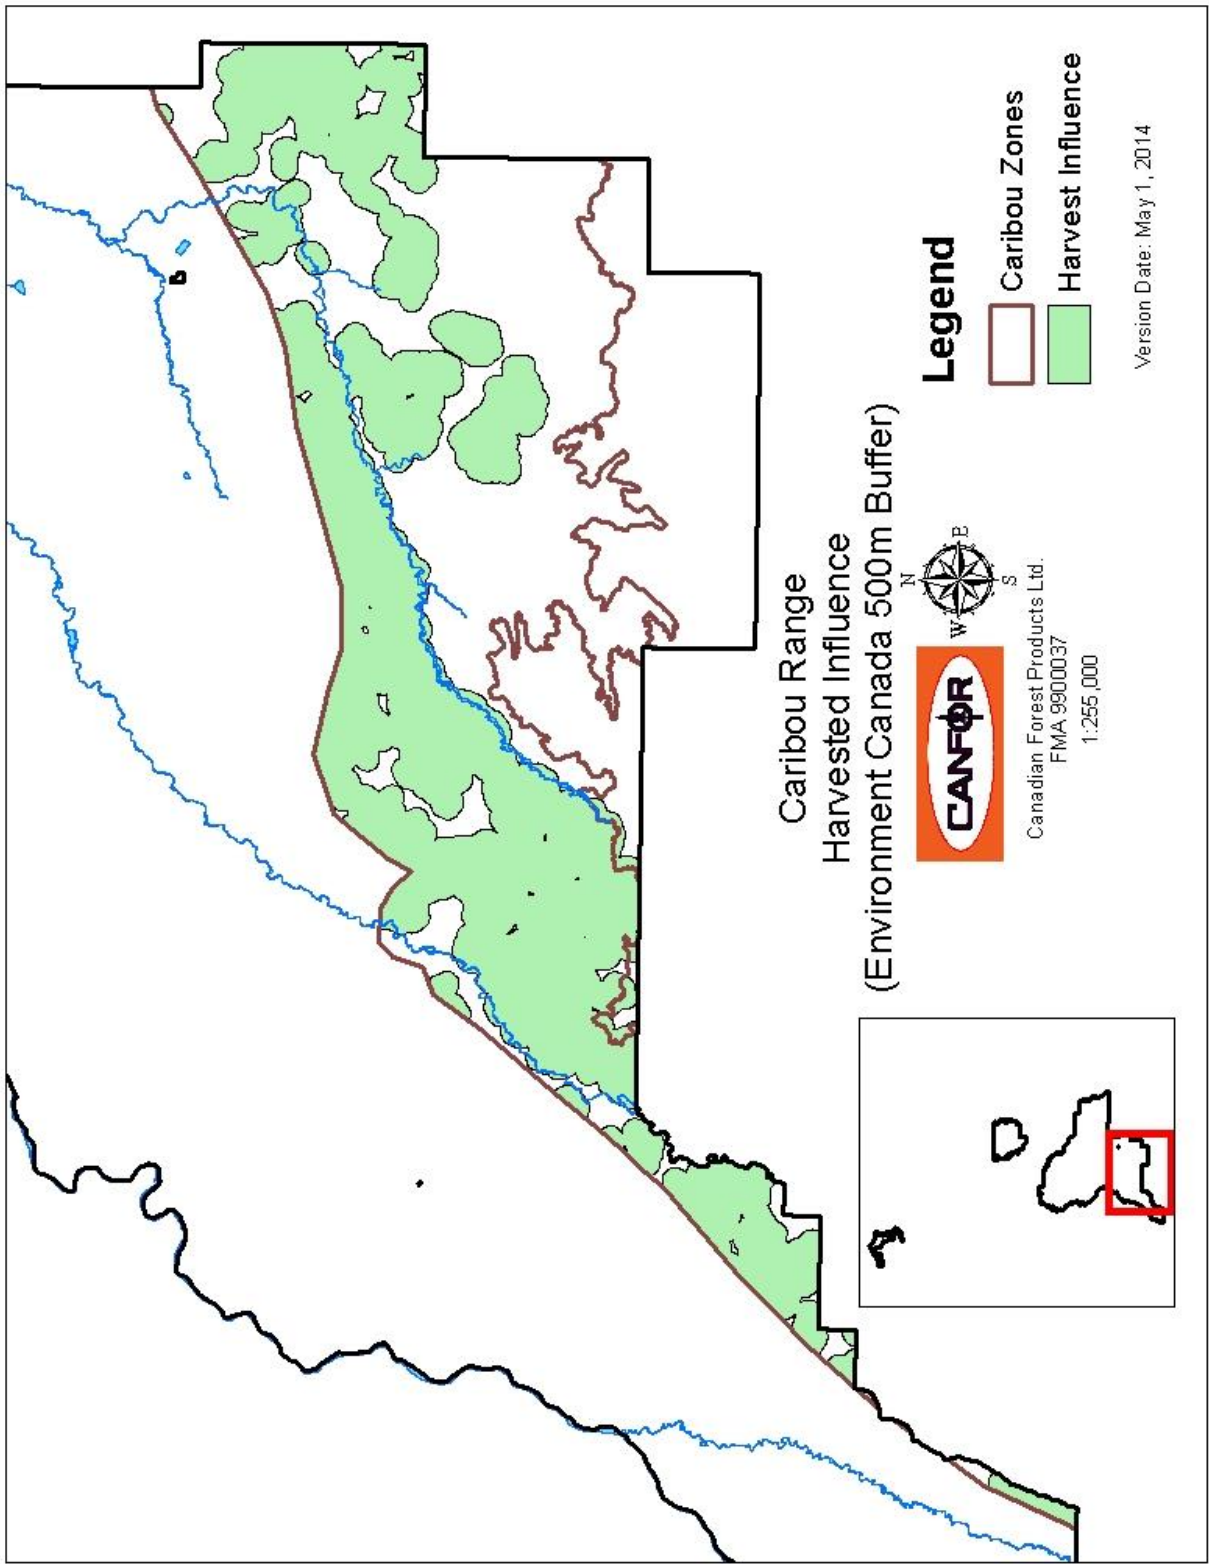 Caribou Range
Harvested Influence
(Environment Canada 500m Buffer)
CANFOR
N
W
E
S
Canadian Forest Products Ltd.
FMA 9900037
1:255,000
Legend
Caribou Zones
Harvest Influence
Version Date: May 1, 2014